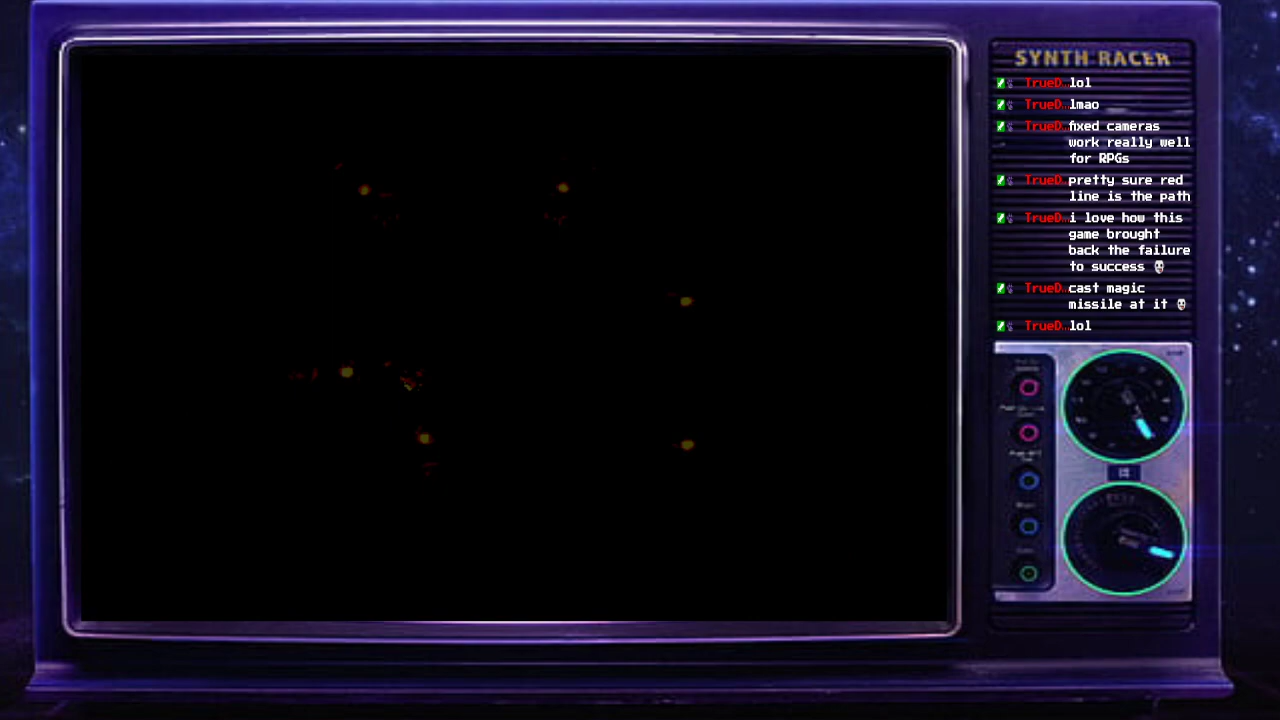 SYNTH RACER
TrueD…lol
TrueD…lmao
TrueD…fixed cameras
work really well
for RPGs
TrueD…pretty sure red
line is the path
TrueD…i love how this
game brought
back the failure
to success
TrueD…cast magic
missile at it
TrueD…lol